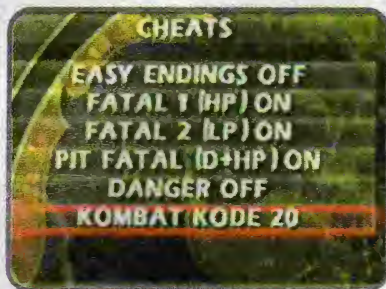 CHEATS
EASY ENDINGS OFF
FATAL 1 (HP) ON
FATAL 2 (LP) ON
PIT FATAL (D+HP) ON
DANGER OFF
KOMBAT KODE 20